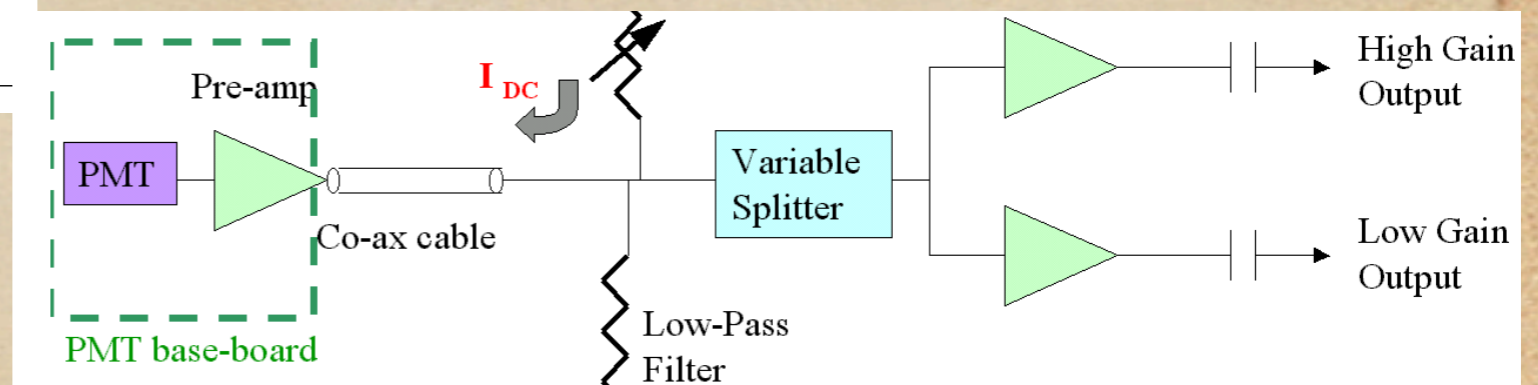 Pre-amp
I DC
PMT
Co-ax cable
PMT base-board
Variable
Splitter
Low-Pass
Filter
High Gain
Output
Low Gain
Output